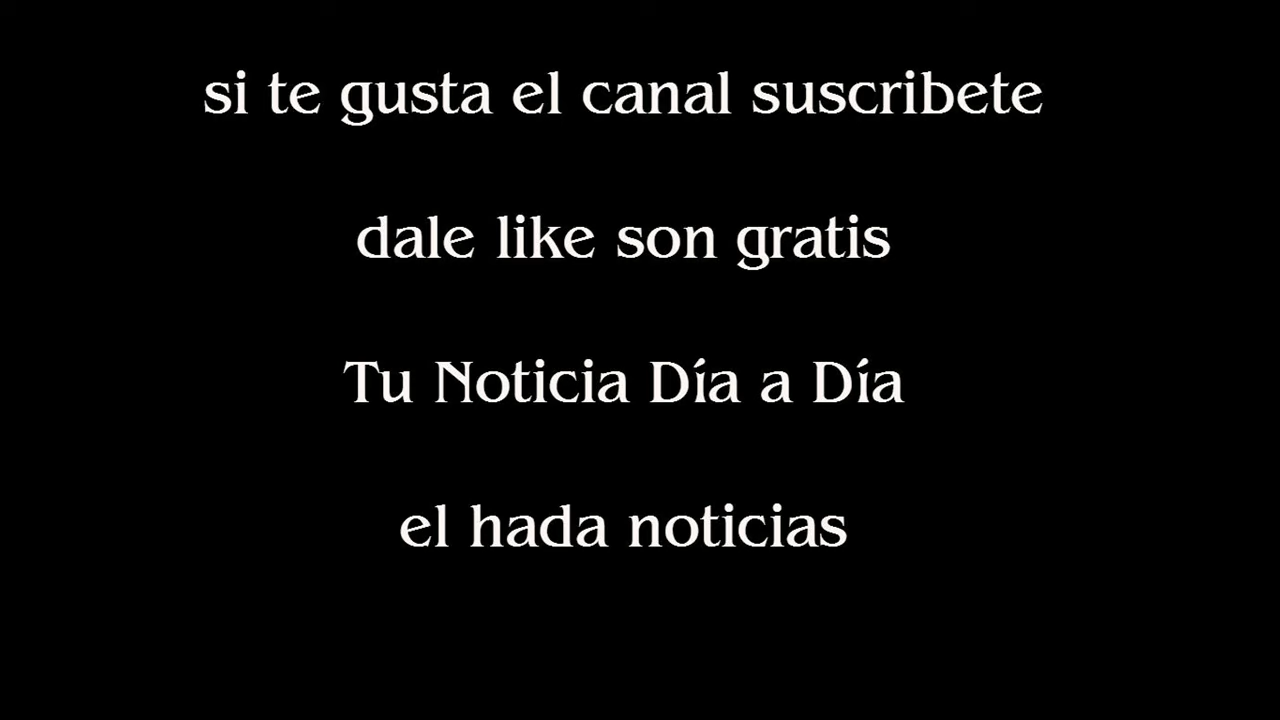 si te gusta el canal suscribete
dale like son gratis
Tu Noticia Día a Día
el hada noticias